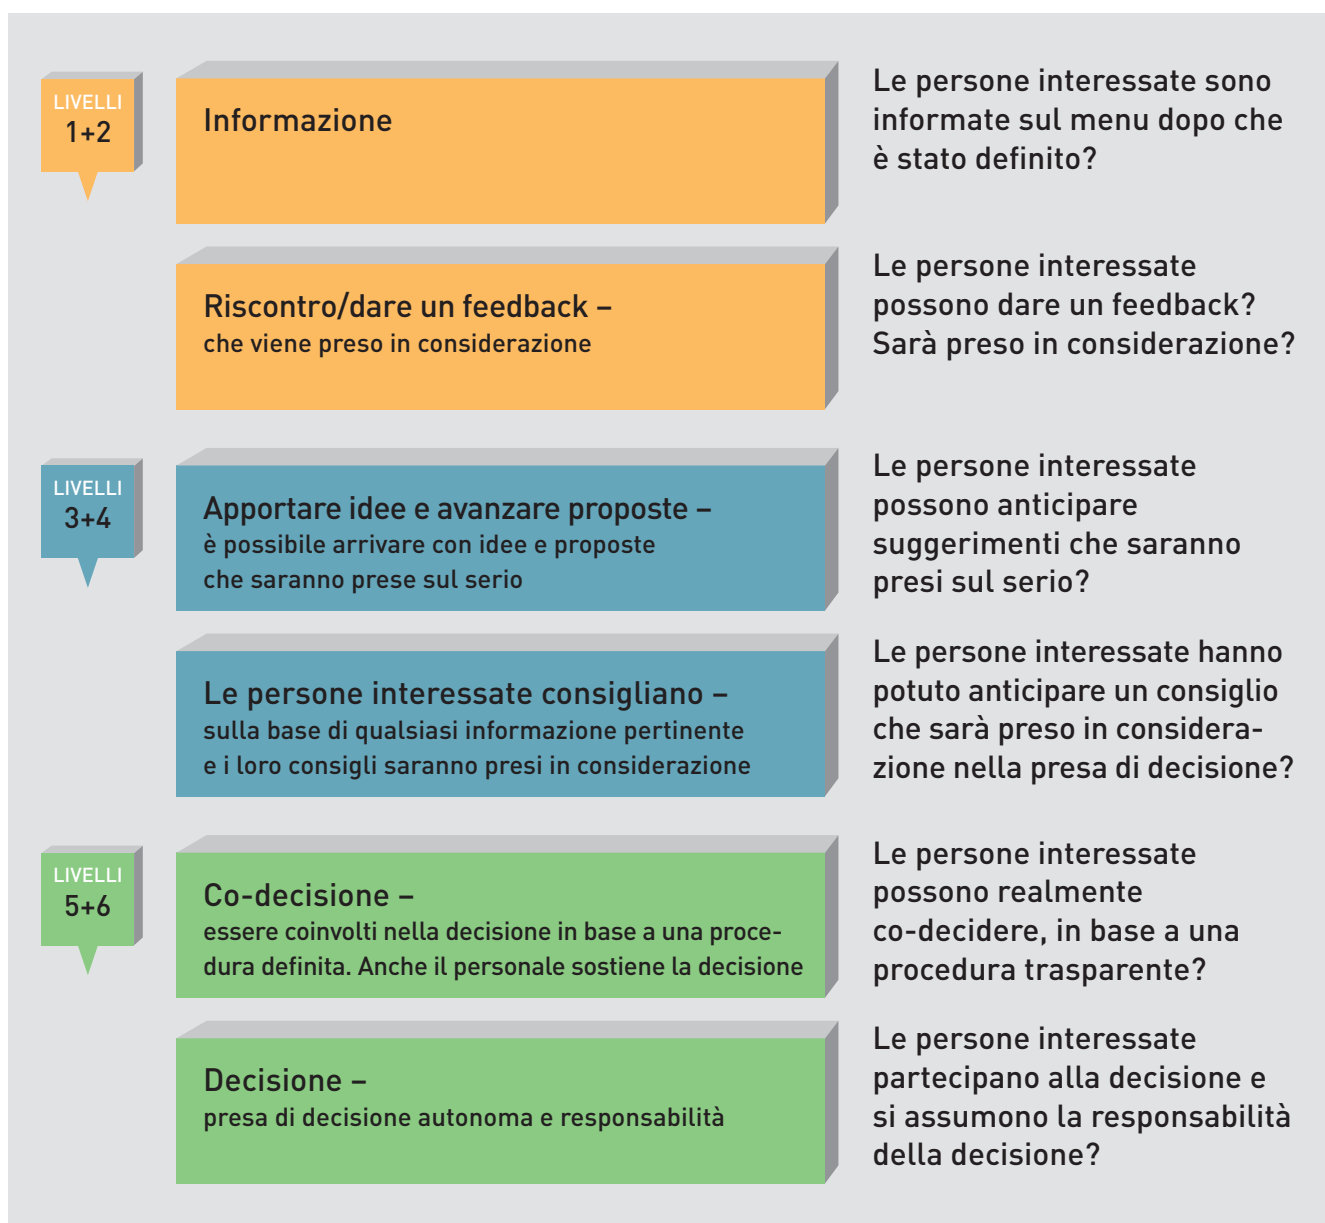 LIVELLI
1+2
Informazione
Le persone interessate sono
informate sul menu dopo che
è stato definito?
Riscontro/dare un feedback –
che viene preso in considerazione
Le persone interessate
possono dare un feedback?
Sarà preso in considerazione?
LIVELLI
3+4
Apportare idee e avanzare proposte –
è possibile arrivare con idee e proposte
che saranno prese sul serio
Le persone interessate
possono anticipare
suggerimenti che saranno
presi sul serio?
Le persone interessate consigliano –
sulla base di qualsiasi informazione pertinente
e i loro consigli saranno presi in considerazione
Le persone interessate hanno
potuto anticipare un consiglio
che sarà preso in considera-
zione nella presa di decisione?
LIVELLI
5+6
Co-decisione –
essere coinvolti nella decisione in base a una proce-
dura definita. Anche il personale sostiene la decisione
Le persone interessate
possono realmente
co-decidere, in base a una
procedura trasparente?
Decisione –
presa di decisione autonoma e responsabilità
Le persone interessate
partecipano alla decisione e
si assumono la responsabilità
della decisione?